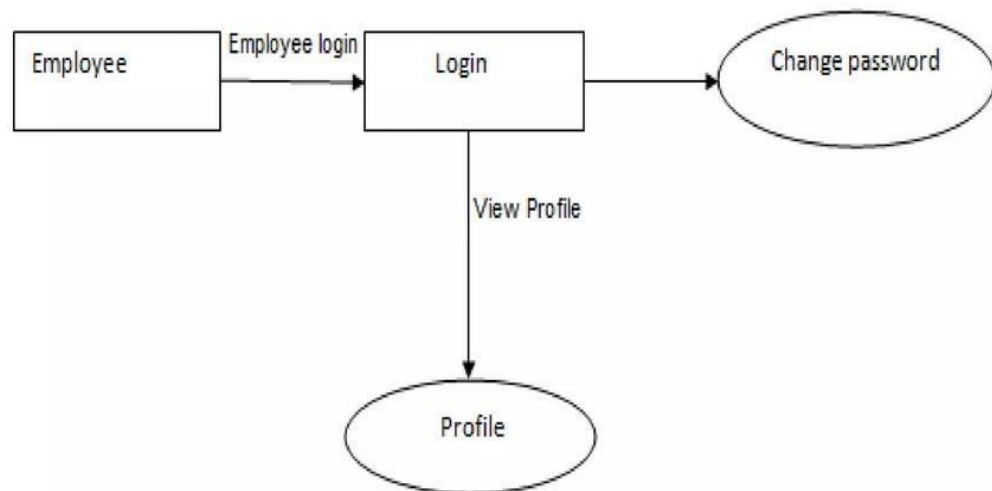 Employee
Employee login
Login
Change password
View Profile
Profile